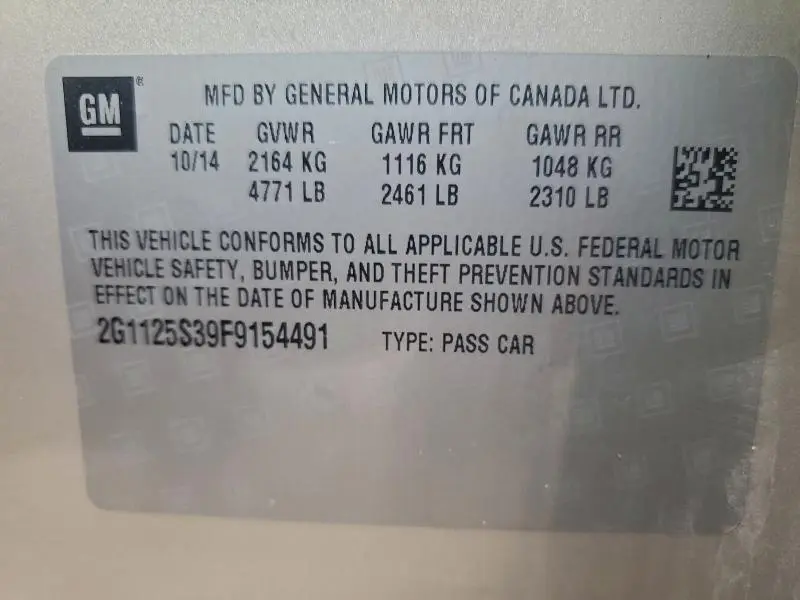 GM ®
MFD BY GENERAL MOTORS OF CANADA LTD.
DATE GVWR GAWR FRT GAWR RR
10/14 2164 KG 1116 KG 1048 KG
4771 LB 2461 LB 2310 LB
THIS VEHICLE CONFORMS TO ALL APPLICABLE U.S. FEDERAL MOTOR
VEHICLE SAFETY, BUMPER, AND THEFT PREVENTION STANDARDS IN
EFFECT ON THE DATE OF MANUFACTURE SHOWN ABOVE.
2G1125S39F9154491 TYPE: PASS CAR